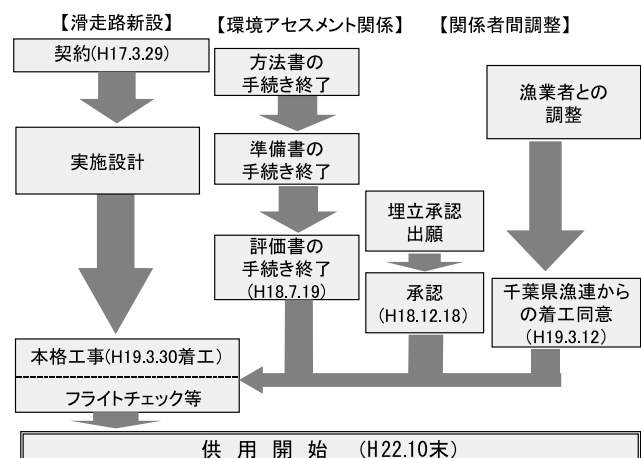 【滑走路新設】
【環境アセスメント関係】
【関係者間調整】
契約(H17.3.29)
実施設計
本格工事(H19.3.30着工)
フライトチェック等
方法書の
手続き終了
準備書の
手続き終了
評価書の
手続き終了
(H18.7.19)
埋立承認
出願
承認
(H18.12.18)
漁業者との
調整
千葉県漁連から
の着工同意
(H19.3.12)
供用開始 (H22.10末)